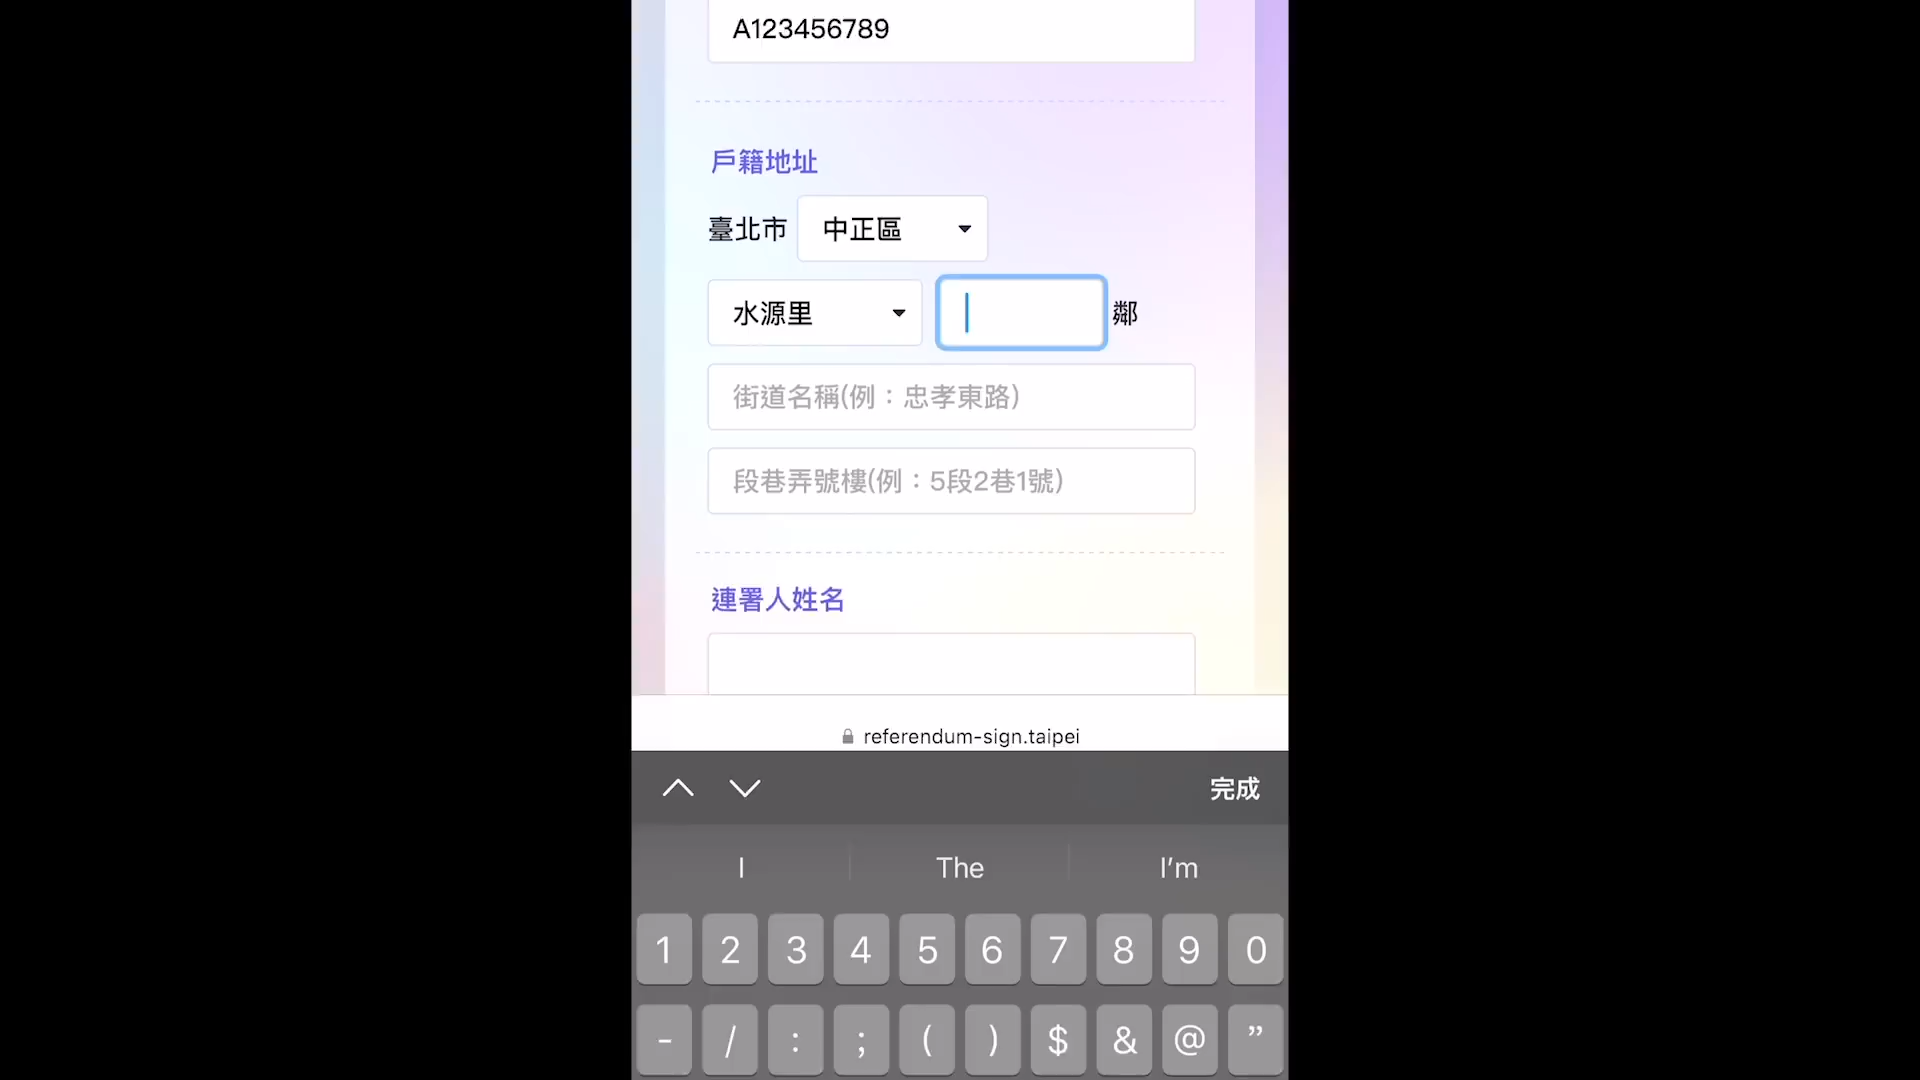 A123456789
戶籍地址
臺北市 中正區
水源里 鄰
街道名稱(例：忠孝東路)
段巷弄號樓(例：5段2巷1號)
連署人姓名
referendum-sign.taipei
完成
I The I'm
1 2 3 4 5 6 7 8 9 0
- / : ; ( ) $ & @ ”